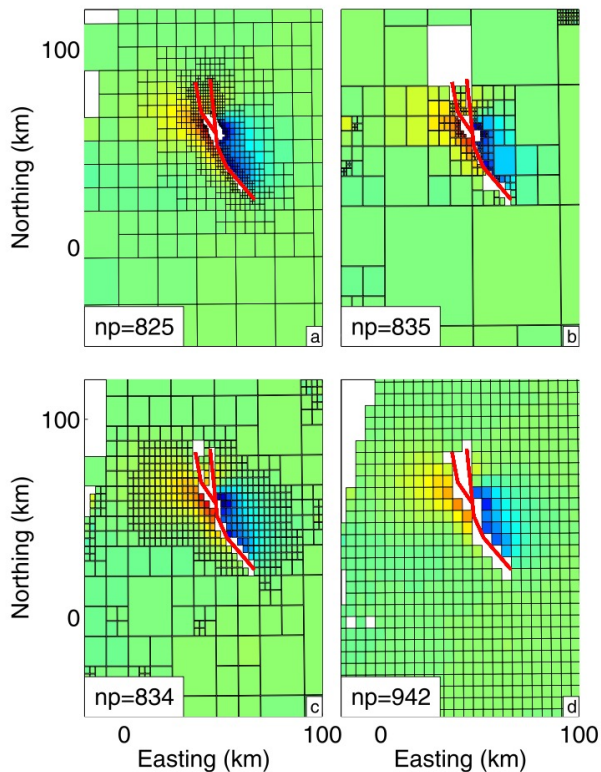 100
Northing (km)
0
np=825
a
np=835
b
100
Northing (km)
0
np=834
c
np=942
d
0
100
0
100
Easting (km)
Easting (km)